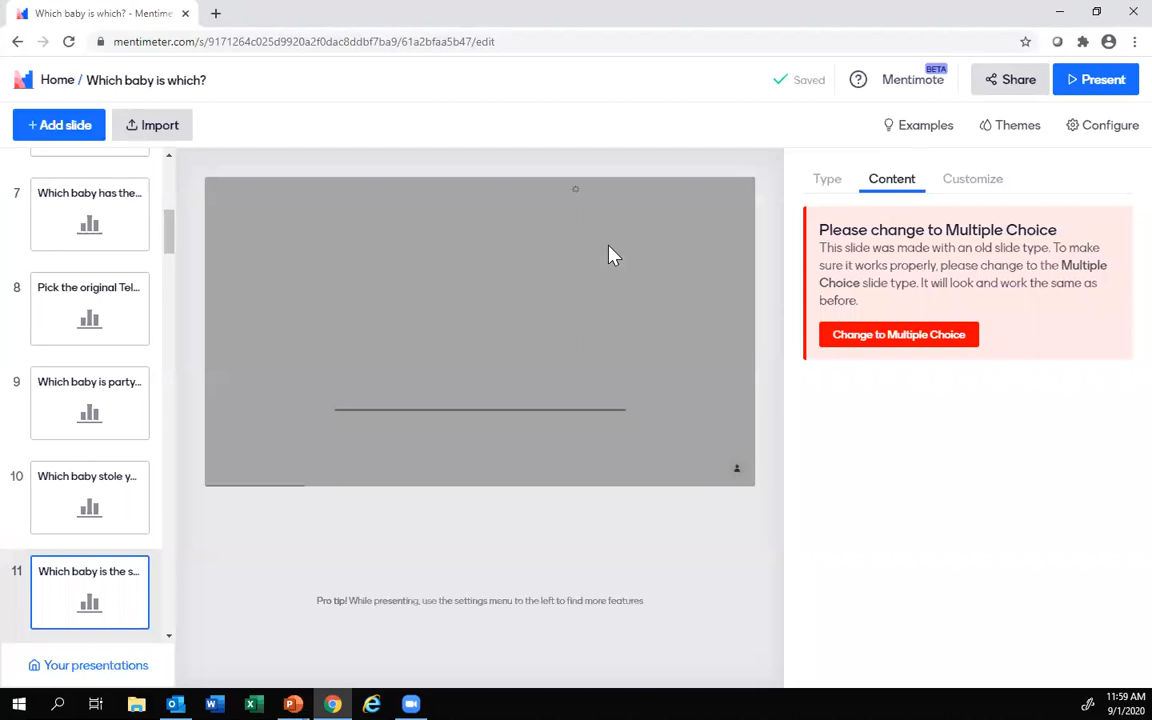 Which baby is which? - Mentime
mentimeter.com/s/9171264c025d9920a2f0dac8ddbf7ba9/61a2bfaa5b47/edit
Home / Which baby is which?
Saved
Mentimote
BETA
Share
Present
+ Add slide
Import
Examples
Themes
Configure
7
Which baby has the...
8
Pick the original Tel...
9
Which baby is party...
10
Which baby stole y...
11
Which baby is the s...
Your presentations
Pro tip! While presenting, use the settings menu to the left to find more features
Type
Content
Customize
Please change to Multiple Choice
This slide was made with an old slide type. To make
sure it works properly, please change to the Multiple
Choice slide type. It will look and work the same as
before.
Change to Multiple Choice
11:59 AM
9/1/2020